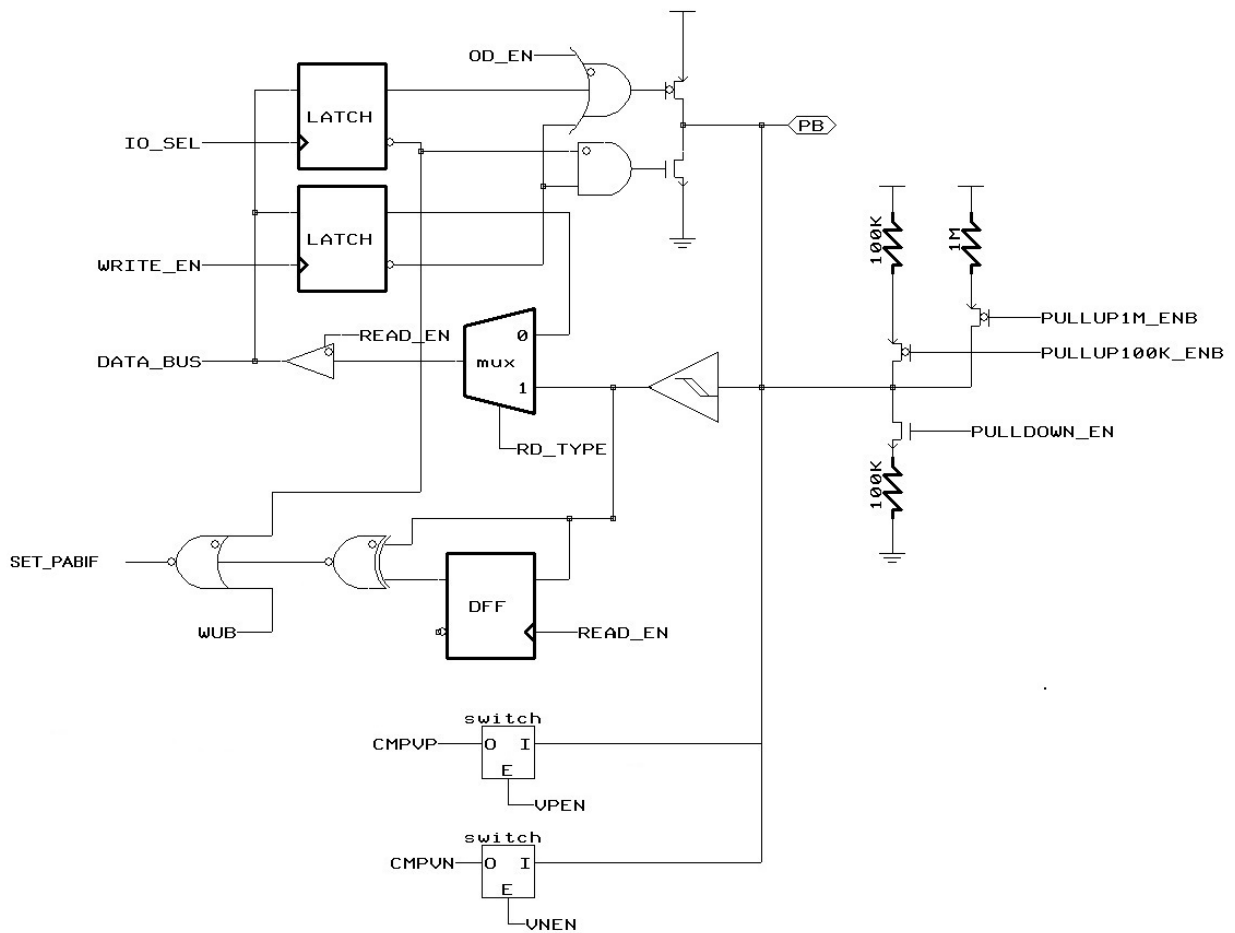 OD_EN
LATCH
PB
IO_SEL
LATCH
100K
1M
WRITE_EN
PULLUP1M_ENB
READ_EN
0
PULLUP100K_ENB
DATA_BUS
mux
1
PULLDOWN_EN
RD_TYPE
100K
SET_PABIF
DFF
WUB
READ_EN
switch
CMPVP
O I
E
VPEN
switch
CMPVN
O I
E
VNEN